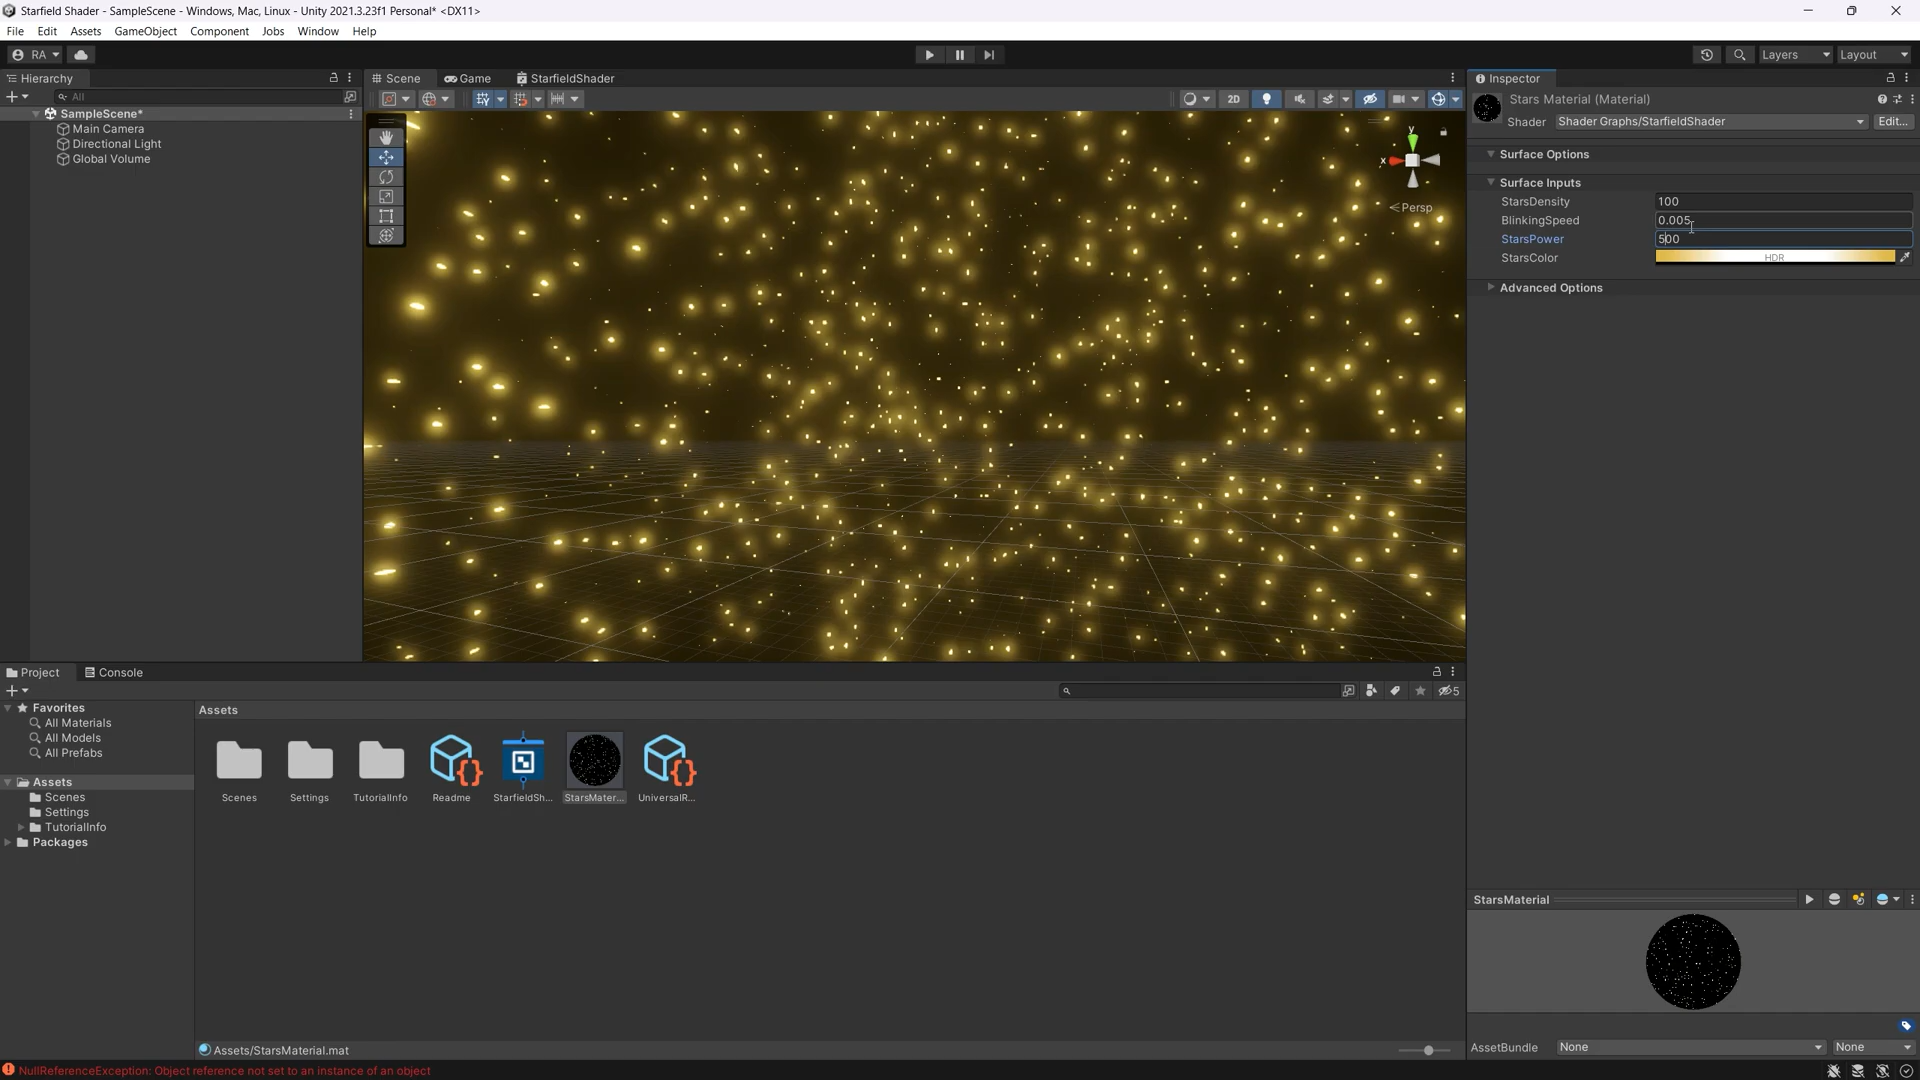 Starfield Shader - SampleScene - Windows, Mac, Linux - Unity 2021.3.23f1 Personal* <DX11>
File Edit Assets GameObject Component Jobs Window Help
RA Layers Layout
Hierarchy
All
SampleScene*
Main Camera
Directional Light
Global Volume
Scene Game StarfieldShader
2D
y
x
Persp
Inspector
Stars Material (Material)
Shader Shader Graphs/StarfieldShader Edit...
Surface Options
Surface Inputs
StarsDensity 100
BlinkingSpeed 0.005
StarsPower 500
StarsColor HDR
Advanced Options
Project Console
5
Favorites
All Materials
All Models
All Prefabs
Assets
Scenes
Settings
TutorialInfo
Packages
Assets
Scenes Settings TutorialInfo Readme StarfieldSh... StarsMater... UniversalR...
Assets/StarsMaterial.mat
StarsMaterial
AssetBundle None None
NullReferenceException: Object reference not set to an instance of an object